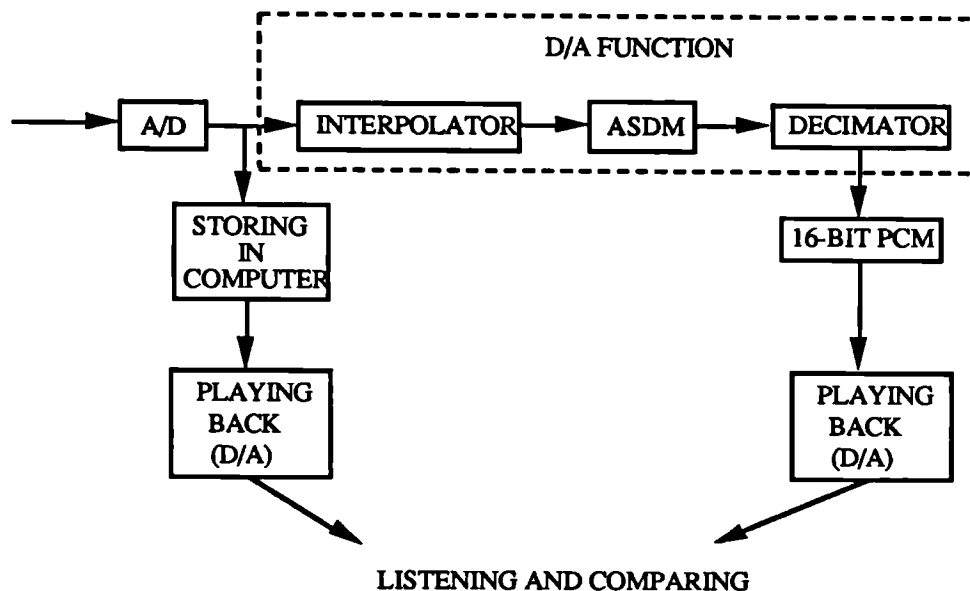 D/A FUNCTION
A/D
INTERPOLATOR
ASDM
DECIMATOR
STORING
IN
COMPUTER
16-BIT PCM
PLAYING
BACK
(D/A)
PLAYING
BACK
(D/A)
LISTENING AND COMPARING